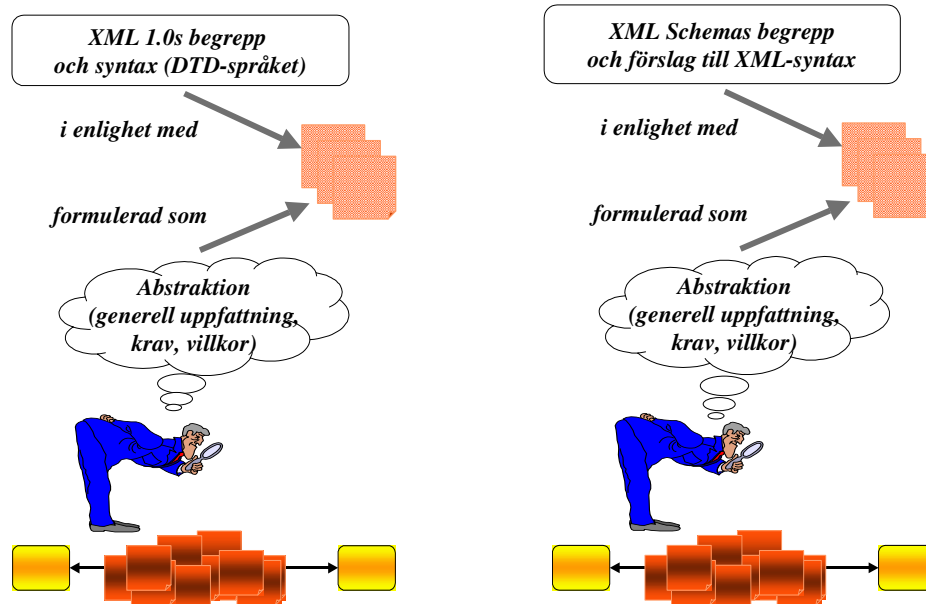 XML 1.0s begrepp
och syntax (DTD-språket)
i enlighet med
formulerad som
Abstraktion
(generell uppfattning,
krav, villkor)
XML Schemas begrepp
och förslag till XML-syntax
i enlighet med
formulerad som
Abstraktion
(generell uppfattning,
krav, villkor)